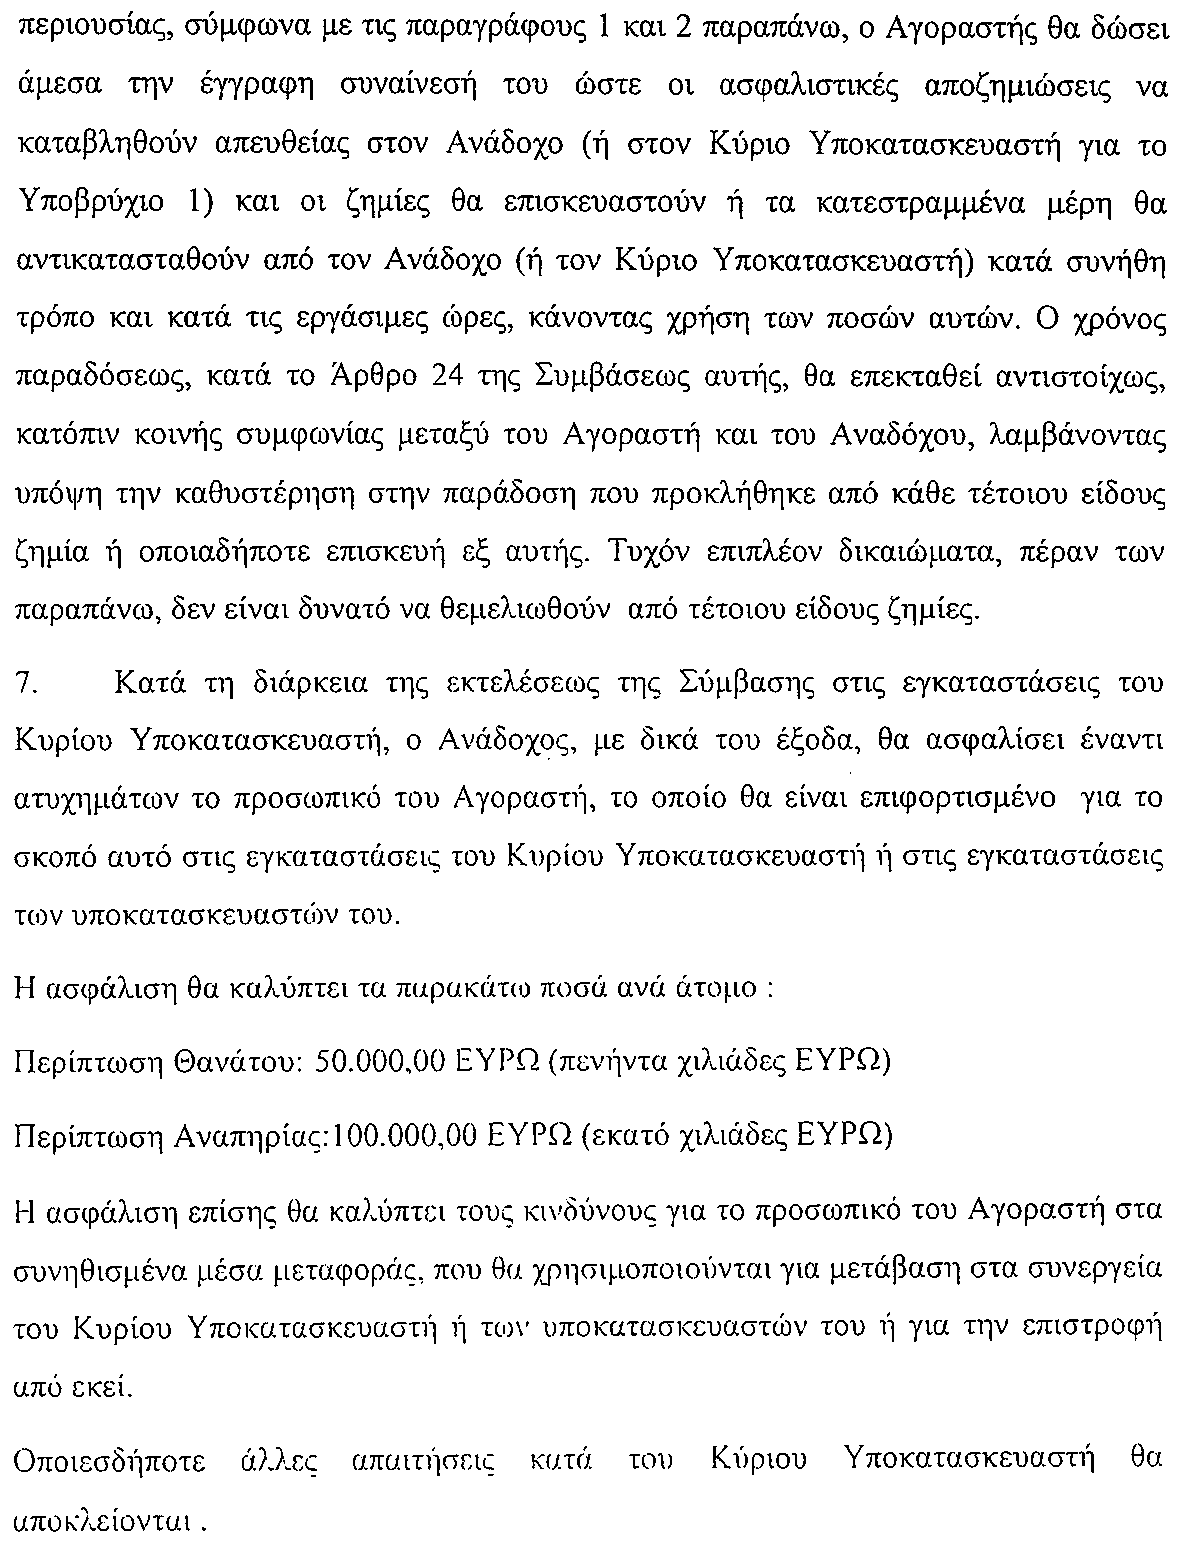 περιουσίας, σύμφωνα με τις παραγράφους 1 και 2 παραπάνω, ο Αγοραστής θα δώσει
άμεσα την έγγραφη συναίνεσή του ώστε οι ασφαλιστικές αποζημιώσεις να
καταβληθούν απευθείας στον Ανάδοχο (ή στον Κύριο Υποκατασκευαστή για το
Υποβρύχιο 1) και οι ζημίες θα επισκευαστούν ή τα κατεστραμμένα μέρη θα
αντικατασταθούν από τον Ανάδοχο (ή τον Κύριο Υποκατασκευαστή) κατά συνήθη
τρόπο και κατά τις εργάσιμες ώρες, κάνοντας χρήση των ποσών αυτών. Ο χρόνος
παραδόσεως, κατά το Άρθρο 24 της Συμβάσεως αυτής, θα επεκταθεί αντιστοίχως,
κατόπιν κοινής συμφωνίας μεταξύ του Αγοραστή και του Αναδόχου, λαμβάνοντας
υπόψη την καθυστέρηση στην παράδοση που προκλήθηκε από κάθε τέτοιου είδους
ζημία ή οποιαδήποτε επισκευή εξ αυτής. Τυχόν επιπλέον δικαιώματα, πέραν των
παραπάνω, δεν είναι δυνατό να θεμελιωθούν από τέτοιου είδους ζημίες.
7. Κατά τη διάρκεια της εκτελέσεως της Σύμβασης στις εγκαταστάσεις του
Κυρίου Υποκατασκευαστή, ο Ανάδοχος, με δικά του έξοδα, θα ασφαλίσει έναντι
ατυχημάτων το προσωπικό του Αγοραστή, το οποίο θα είναι επιφορτισμένο για το
σκοπό αυτό στις εγκαταστάσεις του Κυρίου Υποκατασκευαστή ή στις εγκαταστάσεις
των υποκατασκευαστών του.
Η ασφάλιση θα καλύπτει τα παρακάτω ποσά ανά άτομο :
Περίπτωση Θανάτου: 50.000,00 ΕΥΡΩ (πενήντα χιλιάδες ΕΥΡΩ)
Περίπτωση Αναπηρίας:100.000,00 ΕΥΡΩ (εκατό χιλιάδες ΕΥΡΩ)
Η ασφάλιση επίσης θα καλύπτει τους κινδύνους για το προσωπικό του Αγοραστή στα
συνηθισμένα μέσα μεταφοράς, που θα χρησιμοποιούνται για μετάβαση στα συνεργεία
του Κυρίου Υποκατασκευαστή ή των υποκατασκευαστών του ή για την επιστροφή
από εκεί.
Οποιεσδήποτε άλλες απαιτήσεις κατά του Κύριου Υποκατασκευαστή θα
αποκλείονται .